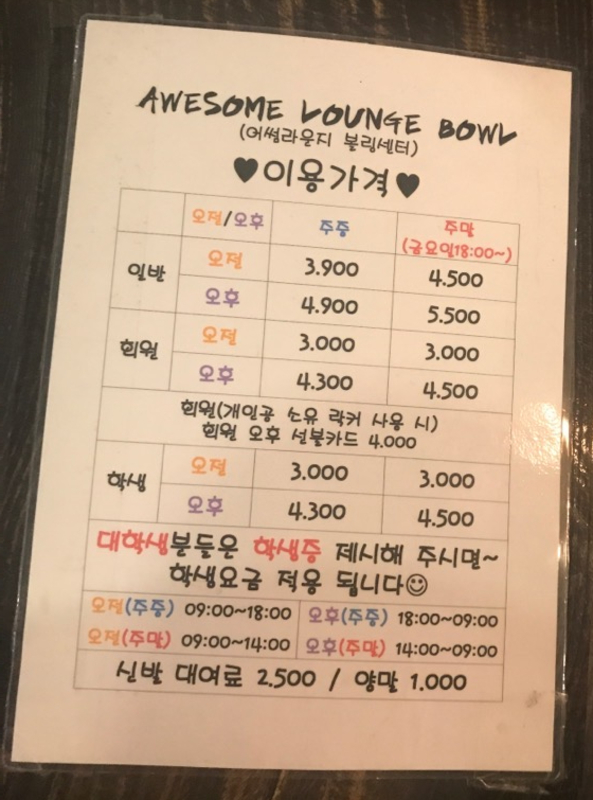 AWESOME LOUNGE BOWL
(어썸라운지 볼링센터)
♥이용가격♥
오전/오후 주중 주말
(금요일18:00~)
일반 오전 3.900 4.500
오후 4.900 5.500
회원 오전 3.000 3.000
오후 4.300 4.500
회원(개인공 소유 락커 사용 시)
회원 오후 선불카드 4.000
학생 오전 3.000 3.000
오후 4.300 4.500
대학생분들은 학생증 제시해 주시면~
학생요금 적용 됩니다☺
오전(주중) 09:00~18:00 오후(주중) 18:00~09:00
오전(주말) 09:00~14:00 오후(주말) 14:00~09:00
신발 대여료 2.500 / 양말 1.000